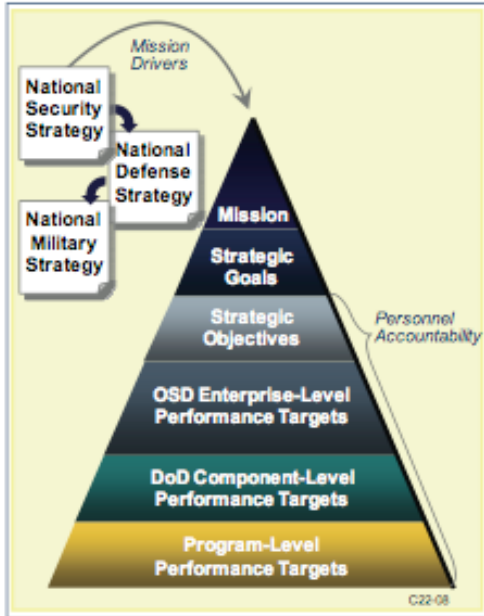 Mission
Drivers
National
Security
Strategy
National
Defense
Strategy
National
Military
Strategy
Mission
Strategic
Goals
Strategic
Objectives
Personnel
Accountability
OSD Enterprise-Level
Performance Targets
DoD Component-Level
Performance Targets
Program-Level
Performance Targets
C22-08